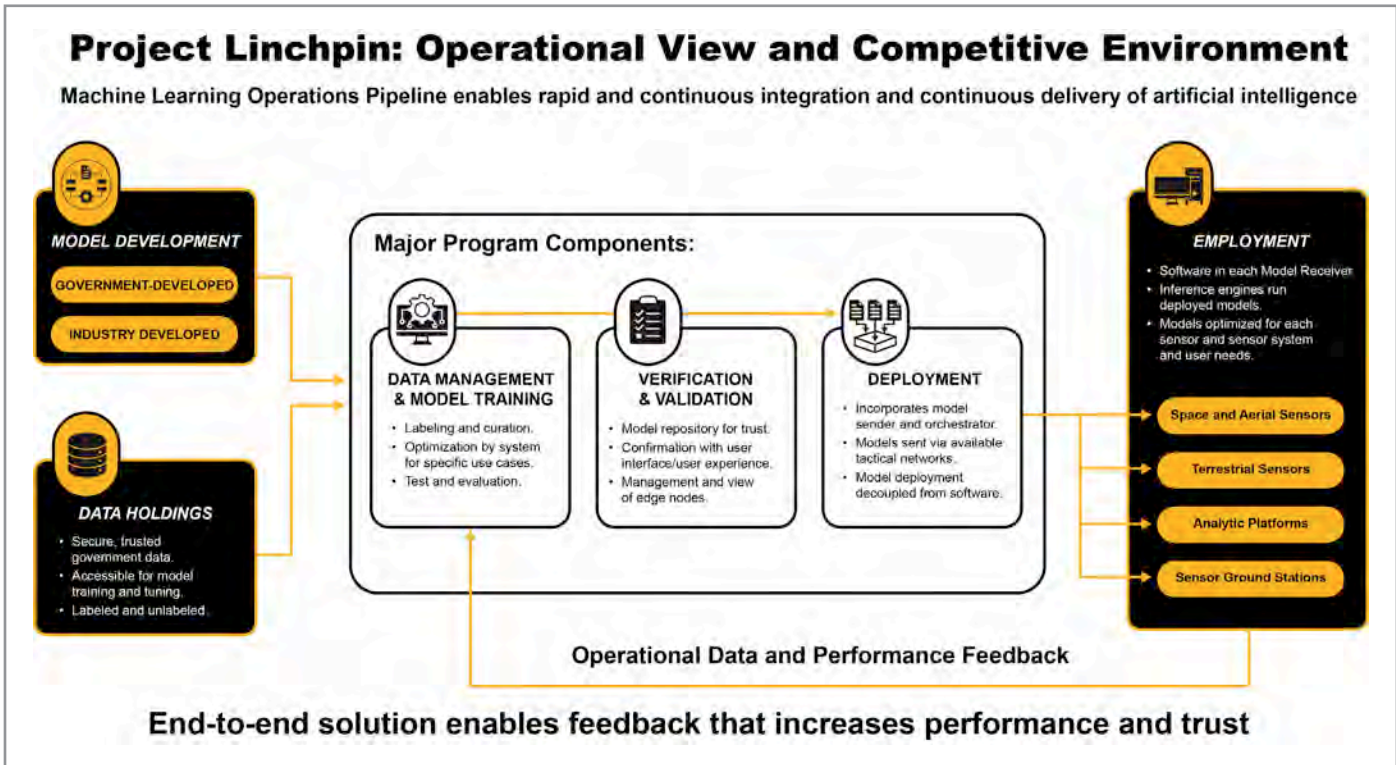 Project Linchpin: Operational View and Competitive Environment
Machine Learning Operations Pipeline enables rapid and continuous integration and continuous delivery of artificial intelligence
MODEL DEVELOPMENT
GOVERNMENT-DEVELOPED
INDUSTRY DEVELOPED
DATA HOLDINGS
• Secure, trusted
government data.
• Accessible for model
training and tuning.
• Labeled and unlabeled.
Major Program Components:
DATA MANAGEMENT
& MODEL TRAINING
• Labeling and curation.
• Optimization by system
for specific use cases.
• Test and evaluation.
VERIFICATION
& VALIDATION
• Model repository for trust.
• Confirmation with user
interface/user experience.
• Management and view
of edge nodes.
DEPLOYMENT
• Incorporates model
sender and orchestrator.
• Models sent via available
tactical networks.
• Model deployment
decoupled from software.
EMPLOYMENT
• Software in each Model Receiver
• Inference engines run
deployed models.
• Models optimized for each
sensor and sensor system
and user needs.
Space and Aerial Sensors
Terrestrial Sensors
Analytic Platforms
Sensor Ground Stations
Operational Data and Performance Feedback
End-to-end solution enables feedback that increases performance and trust